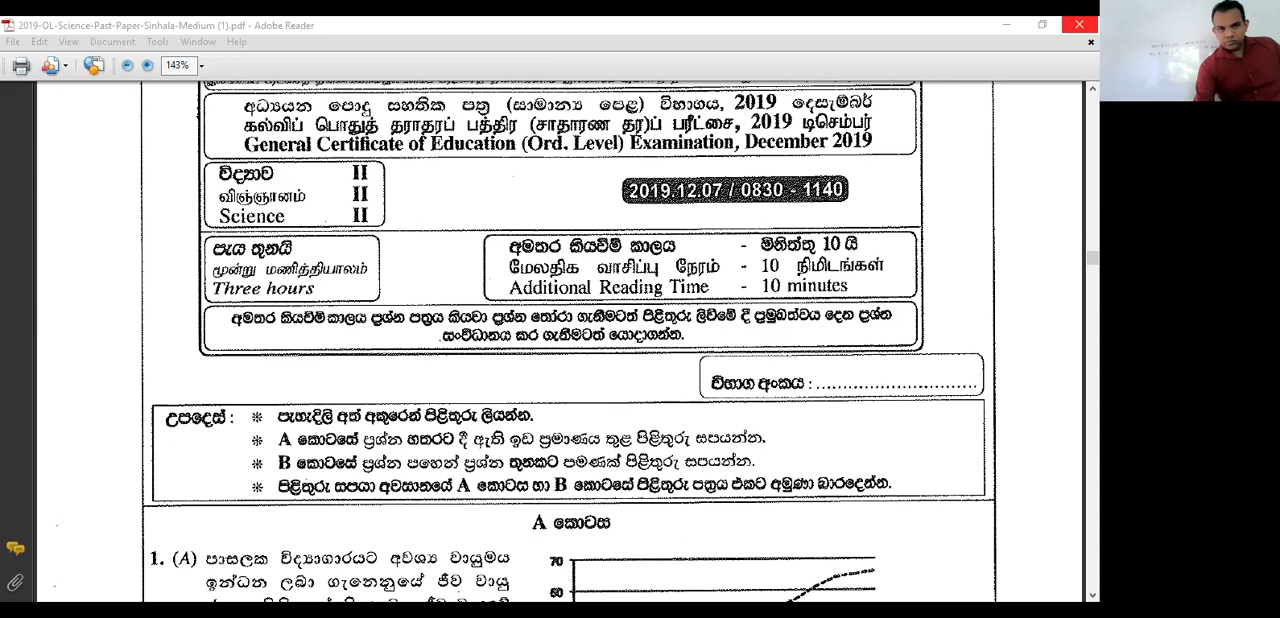 2019-OL-Science-Past-Paper-Sinhala-Medium (1).pdf - Adobe Reader
File Edit View Document Tools Window Help
143%
අධ්‍යයන පොදු සහතික පත්‍ර (සාමාන්‍ය පෙළ) විභාගය, 2019 දෙසැම්බර්
கல்விப் பொதுத் தராதரப் பத்திர (சாதாரண தர)ப் பரீட்சை, 2019 டிசெம்பர்
General Certificate of Education (Ord. Level) Examination, December 2019
විද්‍යාව II
விஞ்ஞானம் II
Science II
2019.12.07 / 0830 - 1140
පැය තුනයි
மூன்று மணித்தியாலம்
Three hours
අමතර කියවීම් කාලය - මිනිත්තු 10 යි
மேலதிக வாசிப்பு நேரம் - 10 நிமிடங்கள்
Additional Reading Time - 10 minutes
අමතර කියවීම් කාලය ප්‍රශ්න පත්‍රය කියවා ප්‍රශ්න තෝරා ගැනීමටත් පිළිතුරු ලිවීමේ දී ප්‍රමුඛත්වය දෙන ප්‍රශ්න
සංවිධානය කර ගැනීමටත් යොදාගන්න.
විභාග අංකය : ..............................
උපදෙස් : * පැහැදිලි අත් අකුරෙන් පිළිතුරු ලියන්න.
* A කොටසේ ප්‍රශ්න හතරට දී ඇති ඉඩ ප්‍රමාණය තුළ පිළිතුරු සපයන්න.
* B කොටසේ ප්‍රශ්න පහෙන් ප්‍රශ්න තුනකට පමණක් පිළිතුරු සපයන්න.
* පිළිතුරු සපයා අවසානයේ A කොටස හා B කොටසේ පිළිතුරු පත්‍රය එකට අමුණා භාරදෙන්න.
A කොටස
1. (A) පාසලක විද්‍යාගාරයට අවශ්‍ය වායුමය
ඉන්ධන ලබා ගැනෙනුයේ ජීව වායු
70
60